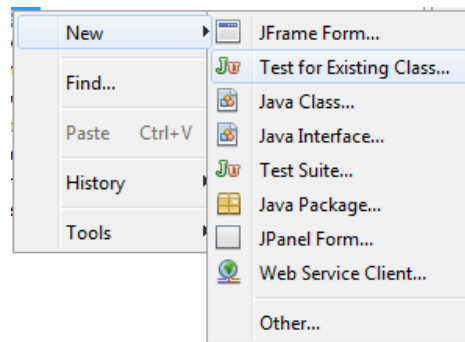 New
Find...
Paste Ctrl+V
History
Tools
JFrame Form...
Test for Existing Class...
Java Class...
Java Interface...
Test Suite...
Java Package...
JPanel Form...
Web Service Client...
Other...